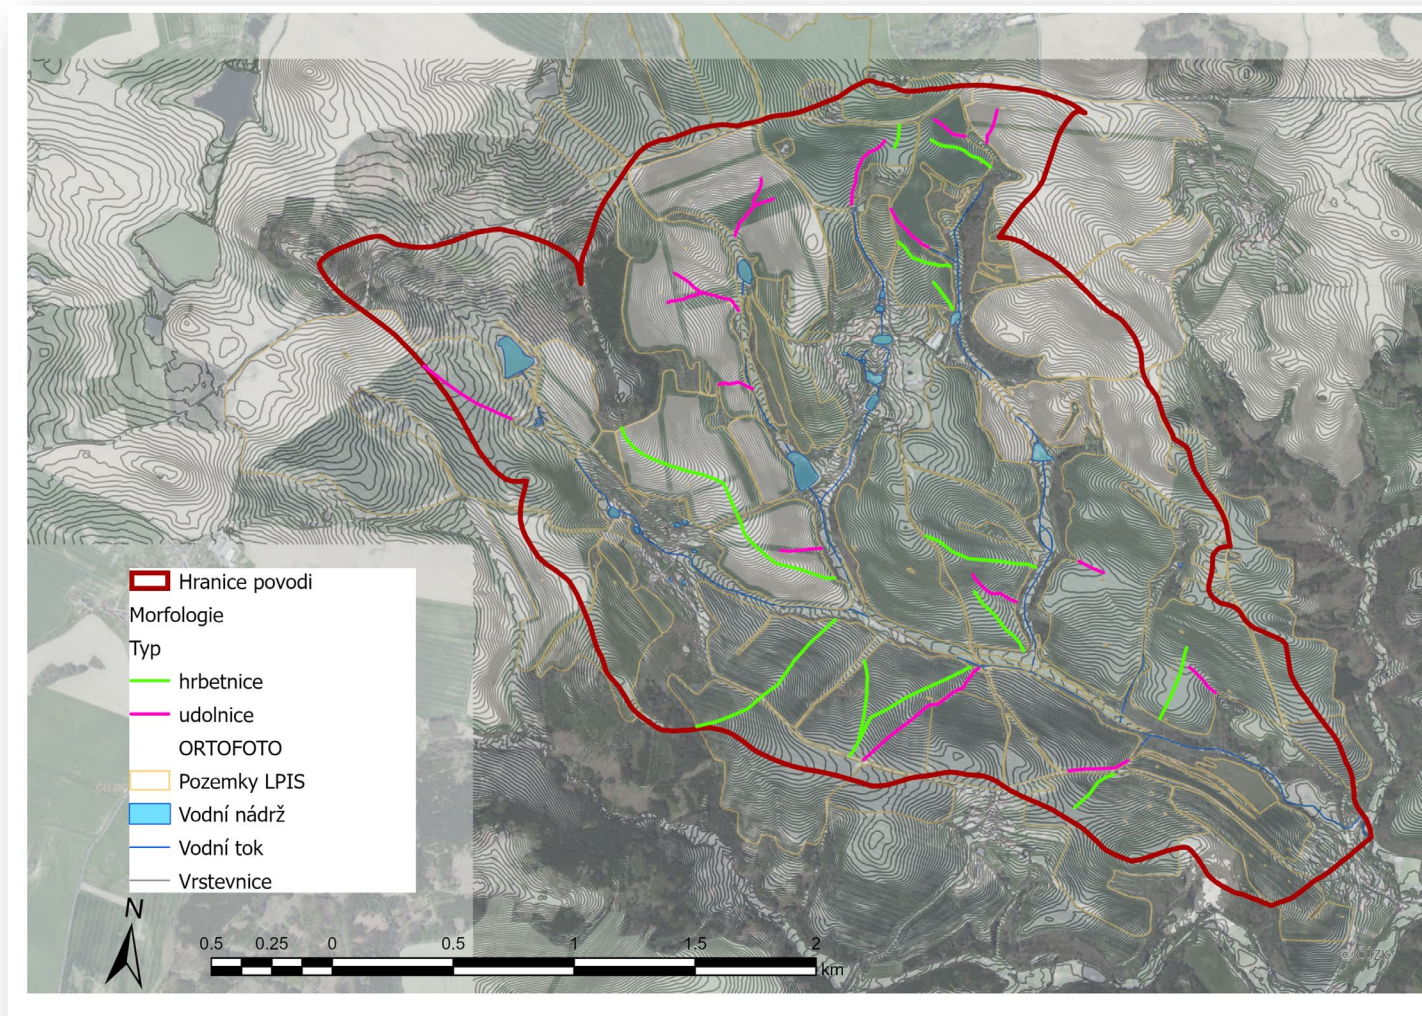 Hranice povodi
Morfologie
Typ
hrbetnice
udolnice
ORTOFOTO
Pozemky LPIS
Vodní nádrž
Vodní tok
Vrstevnice
N
0.5 0.25 0 0.5 1 1.5 2
km